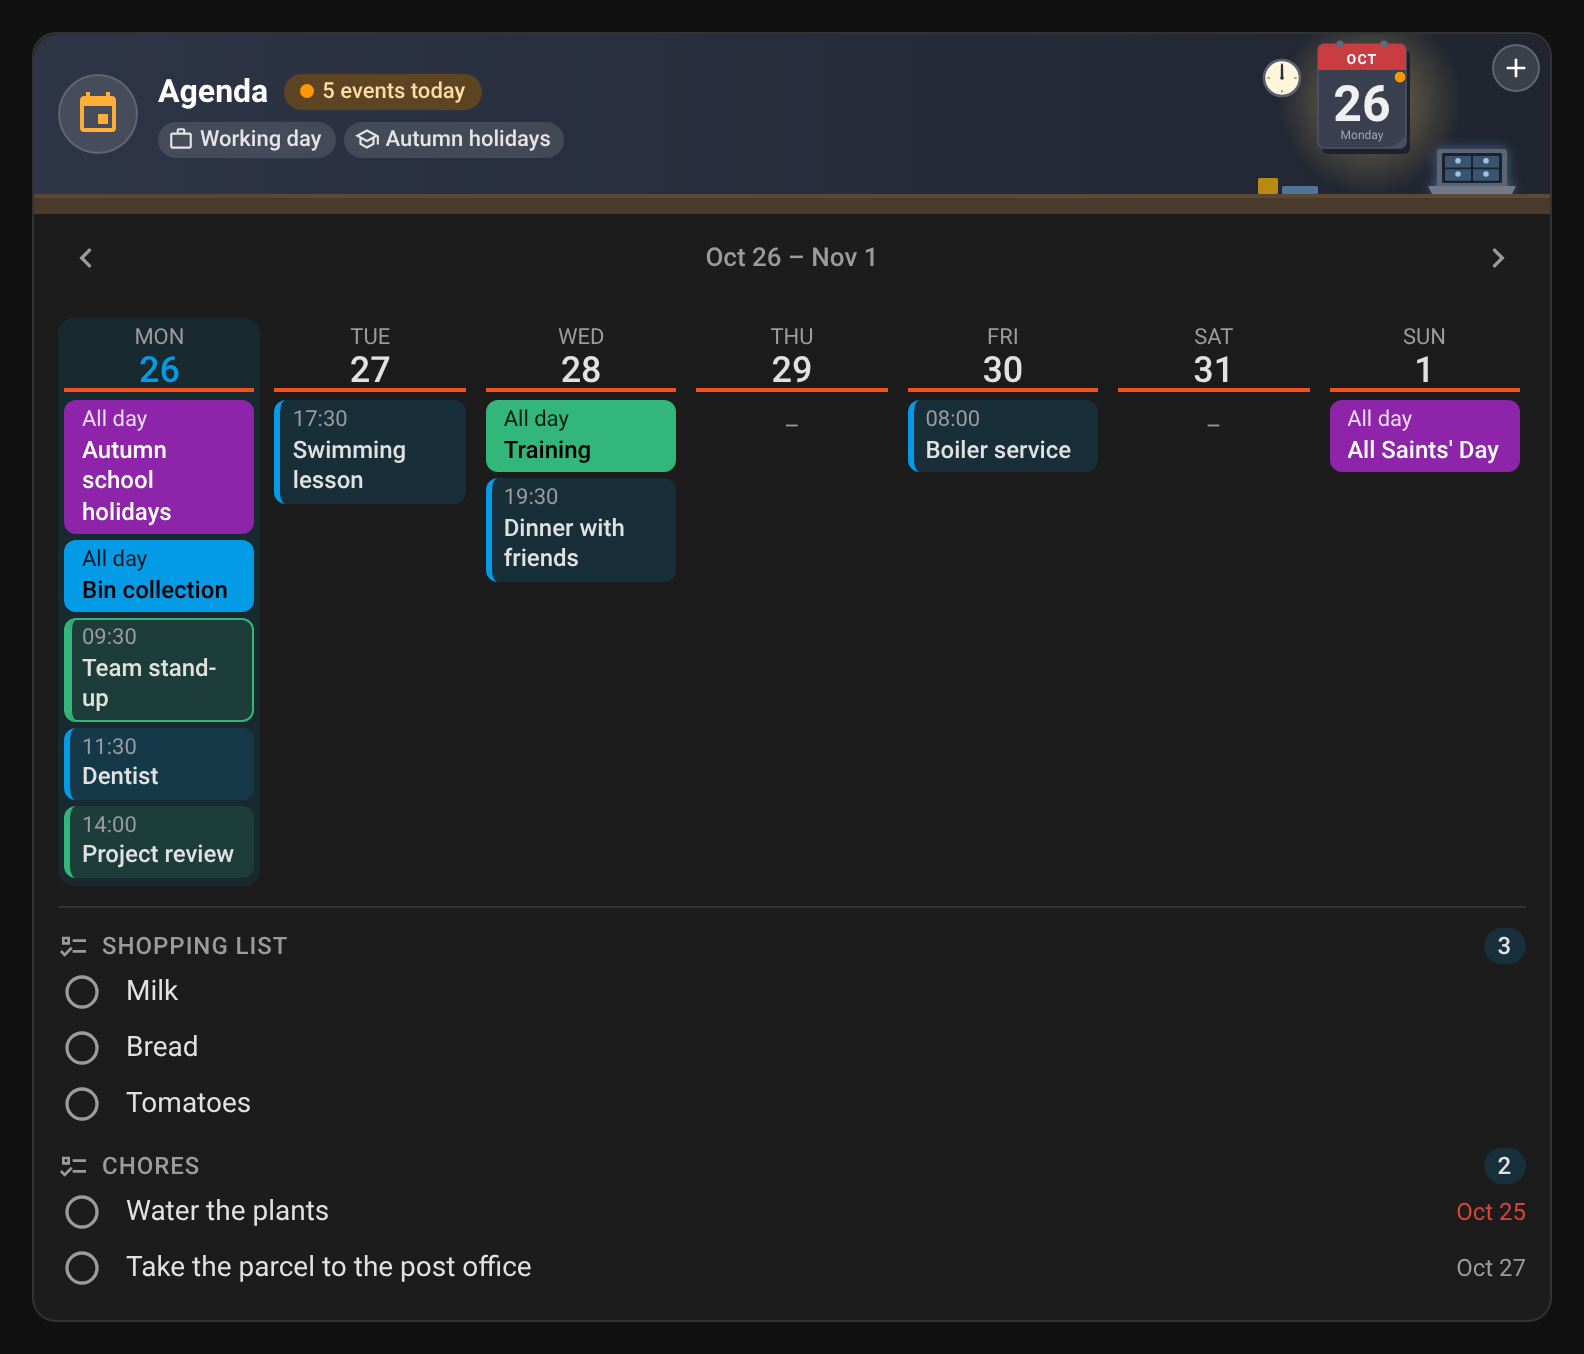 Agenda
5 events today
Working day
Autumn holidays
OCT
26
Monday
Oct 26 – Nov 1
MON
26
All day
Autumn
school
holidays
All day
Bin collection
09:30
Team stand-
up
11:30
Dentist
14:00
Project review
TUE
27
17:30
Swimming
lesson
WED
28
All day
Training
19:30
Dinner with
friends
THU
29
–
FRI
30
08:00
Boiler service
SAT
31
–
SUN
1
All day
All Saints' Day
SHOPPING LIST
3
Milk
Bread
Tomatoes
CHORES
2
Water the plants
Oct 25
Take the parcel to the post office
Oct 27